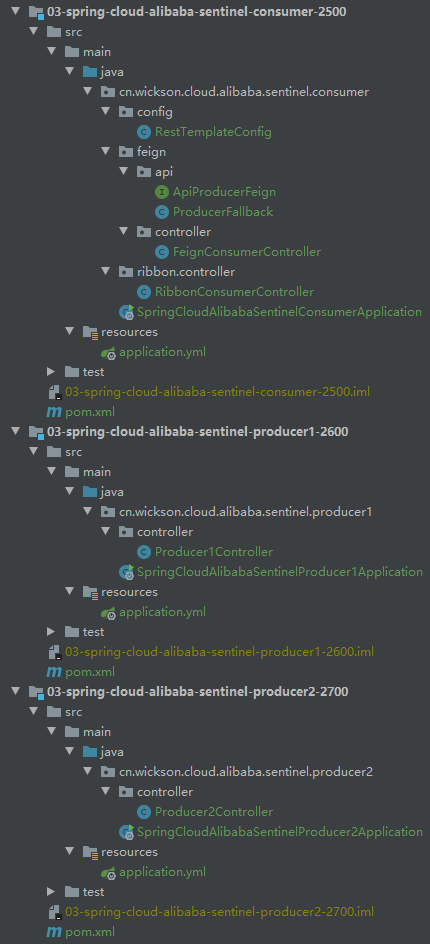 03-spring-cloud-alibaba-sentinel-consumer-2500
src
main
java
cn.wickson.cloud.alibaba.sentinel.consumer
config
RestTemplateConfig
feign
api
ApiProducerFeign
ProducerFallback
controller
FeignConsumerController
ribbon.controller
RibbonConsumerController
SpringCloudAlibabaSentinelConsumerApplication
resources
application.yml
test
03-spring-cloud-alibaba-sentinel-consumer-2500.iml
pom.xml
03-spring-cloud-alibaba-sentinel-producer1-2600
src
main
java
cn.wickson.cloud.alibaba.sentinel.producer1
controller
Producer1Controller
SpringCloudAlibabaSentinelProducer1Application
resources
application.yml
test
03-spring-cloud-alibaba-sentinel-producer1-2600.iml
pom.xml
03-spring-cloud-alibaba-sentinel-producer2-2700
src
main
java
cn.wickson.cloud.alibaba.sentinel.producer2
controller
Producer2Controller
SpringCloudAlibabaSentinelProducer2Application
resources
application.yml
test
03-spring-cloud-alibaba-sentinel-producer2-2700.iml
pom.xml